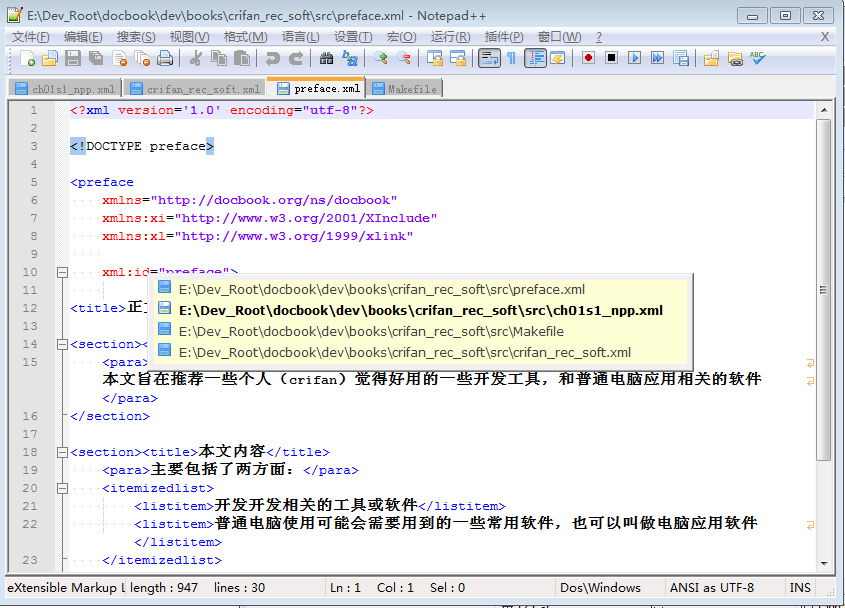 E:\Dev_Root\docbook\dev\books\crifan_rec_soft\src\preface.xml - Notepad++
文件(F) 编辑(E) 搜索(S) 视图(V) 格式(M) 语言(L) 设置(T) 宏(O) 运行(R) 插件(P) 窗口(W) ? X
ch01s1_npp.xml crifan_rec_soft.xml preface.xml Makefile
1 <?xml version='1.0' encoding="utf-8"?>
2
3 <!DOCTYPE preface>
4
5 <preface
6 xmlns="http://docbook.org/ns/docbook"
7 xmlns:xi="http://www.w3.org/2001/XInclude"
8 xmlns:xl="http://www.w3.org/1999/xlink"
9
10 xml:id="preface">
11 E:\Dev_Root\docbook\dev\books\crifan_rec_soft\src\preface.xml
12 <title>正 E:\Dev_Root\docbook\dev\books\crifan_rec_soft\src\ch01s1_npp.xml
13 E:\Dev_Root\docbook\dev\books\crifan_rec_soft\src\Makefile
14 <section>< E:\Dev_Root\docbook\dev\books\crifan_rec_soft\src\crifan_rec_soft.xml
15 <para>
本文旨在推荐一些个人（crifan）觉得好用的一些开发工具，和普通电脑应用相关的软件
</para>
16 </section>
17
18 <section><title>本文内容</title>
19 <para>主要包括了两方面：</para>
20 <itemizedlist>
21 <listitem>开发开发相关的工具或软件</listitem>
22 <listitem>普通电脑使用可能会需要用到的一些常用软件，也可以叫做电脑应用软件
</listitem>
23 </itemizedlist>
eXtensible Markup L length : 947 lines : 30 Ln : 1 Col : 1 Sel : 0 Dos\Windows ANSI as UTF-8 INS